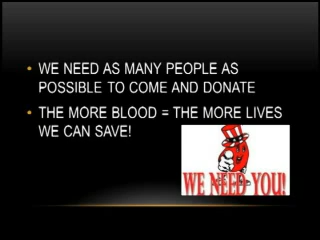 • WE NEED AS MANY PEOPLE AS
POSSIBLE TO COME AND DONATE
• THE MORE BLOOD = THE MORE LIVES
WE CAN SAVE!
WE NEED YOU!